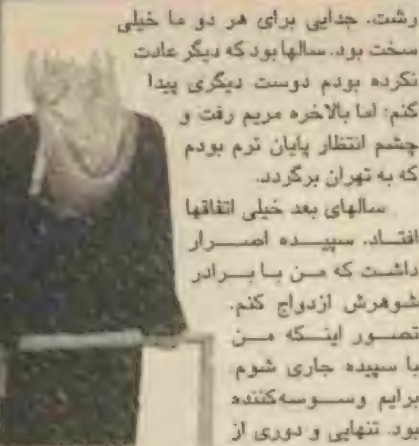 رشت. جدایی برای هر دو ما خیلی
سخت بود. سالها بود که دیگر عادت
نکرده بودم دوست دیگری پیدا
کنم؛ اما بالاخره مریم رفت و
چشم انتظار پایان ترم بودم
که به تهران برگردد.
سالهای بعد خیلی اتفاقها
افتاد. سپیده اصرار
داشت که من با برادر
شوهرش ازدواج کنم.
تصور اینکه من
با سپیده جاری شوم
برایم وسوسه‌کننده
بود. تنهایی و دوری از